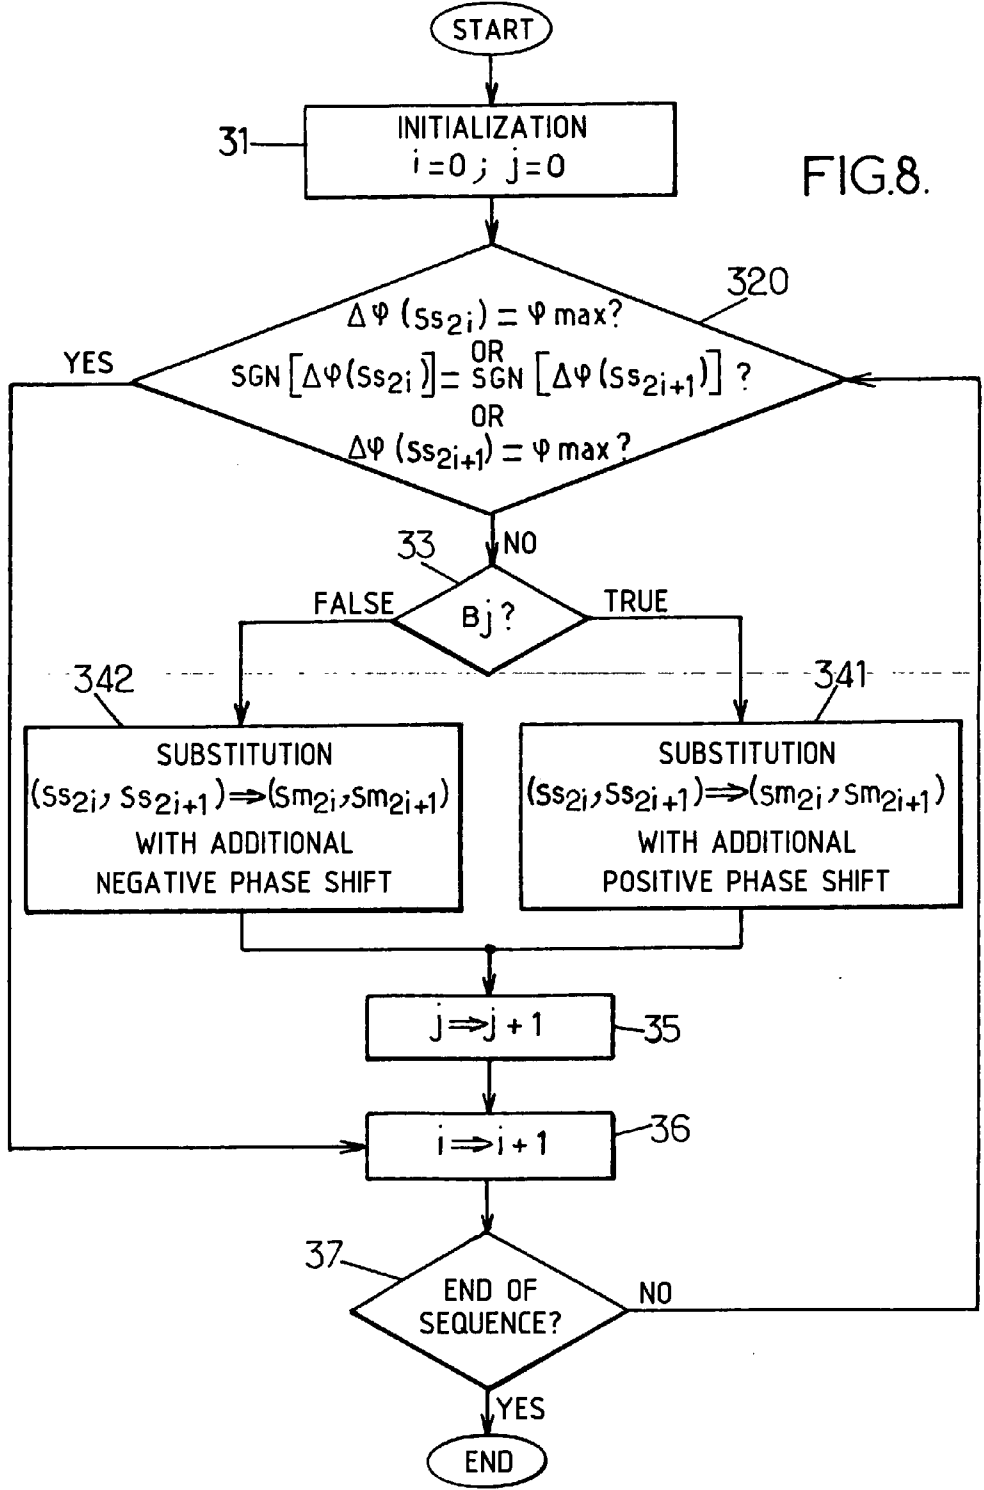 START
31
INITIALIZATION
i=0 ; j=0
FIG.8.
320
Δφ (Ss2i) = φ max?
OR
YES
SGN [Δφ(Ss2i)] = SGN [Δφ(Ss2i+1)] ?
OR
Δφ (Ss2i+1) = φ max?
NO
33
FALSE
Bj ?
TRUE
342
341
SUBSTITUTION
(Ss2i, Ss2i+1) ⇒ (Sm2i, Sm2i+1)
WITH ADDITIONAL
NEGATIVE PHASE SHIFT
SUBSTITUTION
(Ss2i, Ss2i+1) ⇒ (Sm2i, Sm2i+1)
WITH ADDITIONAL
POSITIVE PHASE SHIFT
j ⇒ j + 1
35
i ⇒ i + 1
36
37
END OF
SEQUENCE?
NO
YES
END